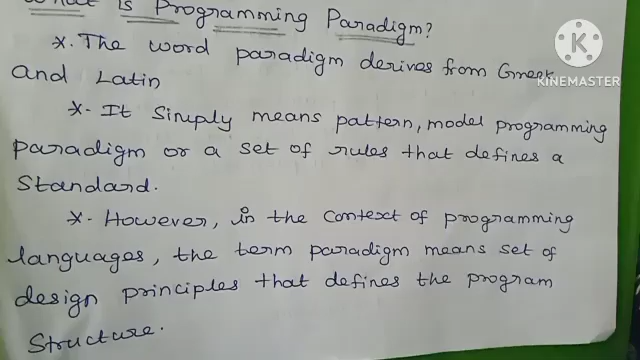 What is Programming Paradigm?
*. The word paradigm derives from Greek
and Latin
*- It simply means pattern, model programming
paradigm or a set of rules that defines a
Standard.
*- However, in the context of programming
languages, the term paradigm means set of
design principles that defines the program
Structure.
K
KINEMASTER